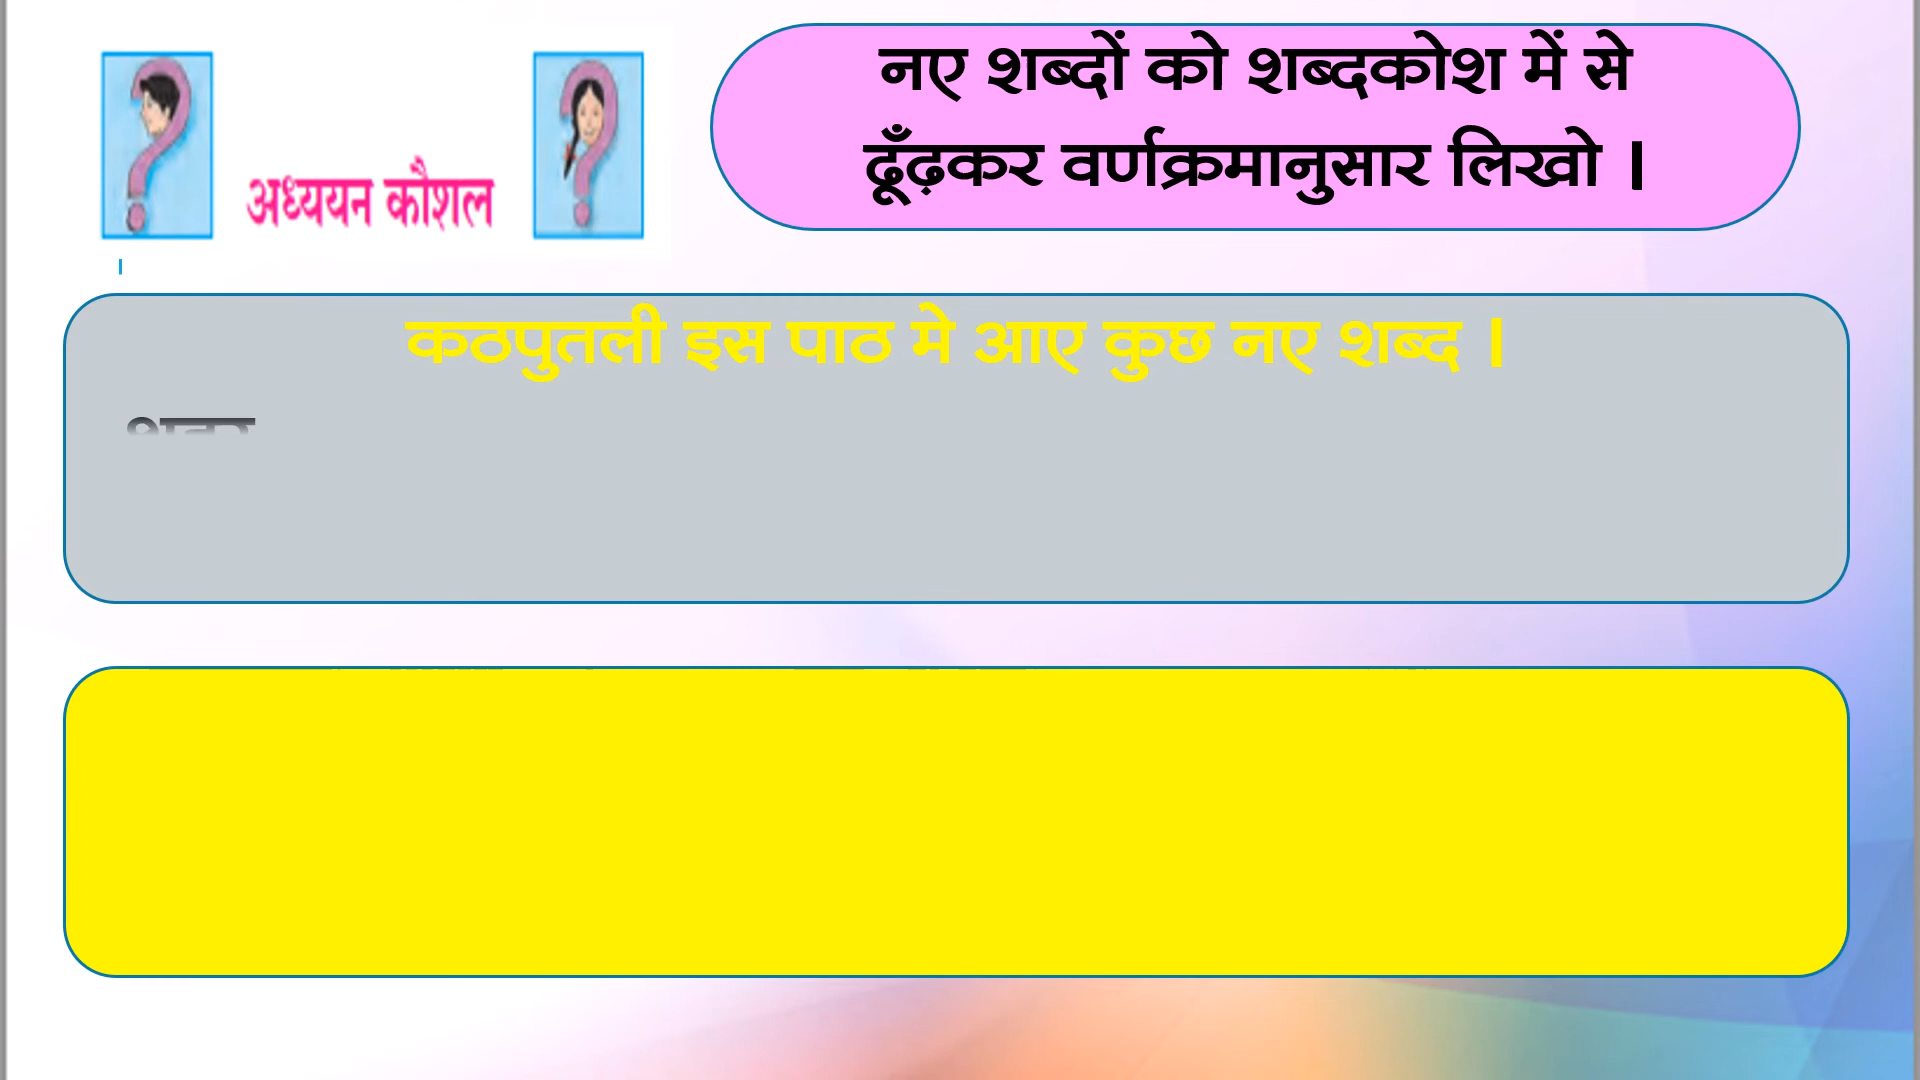 अध्ययन कौशल
नए शब्दों को शब्दकोश में से
ढूँढ़कर वर्णक्रमानुसार लिखो ।
कठपुतली इस पाठ मे आए कुछ नए शब्द ।